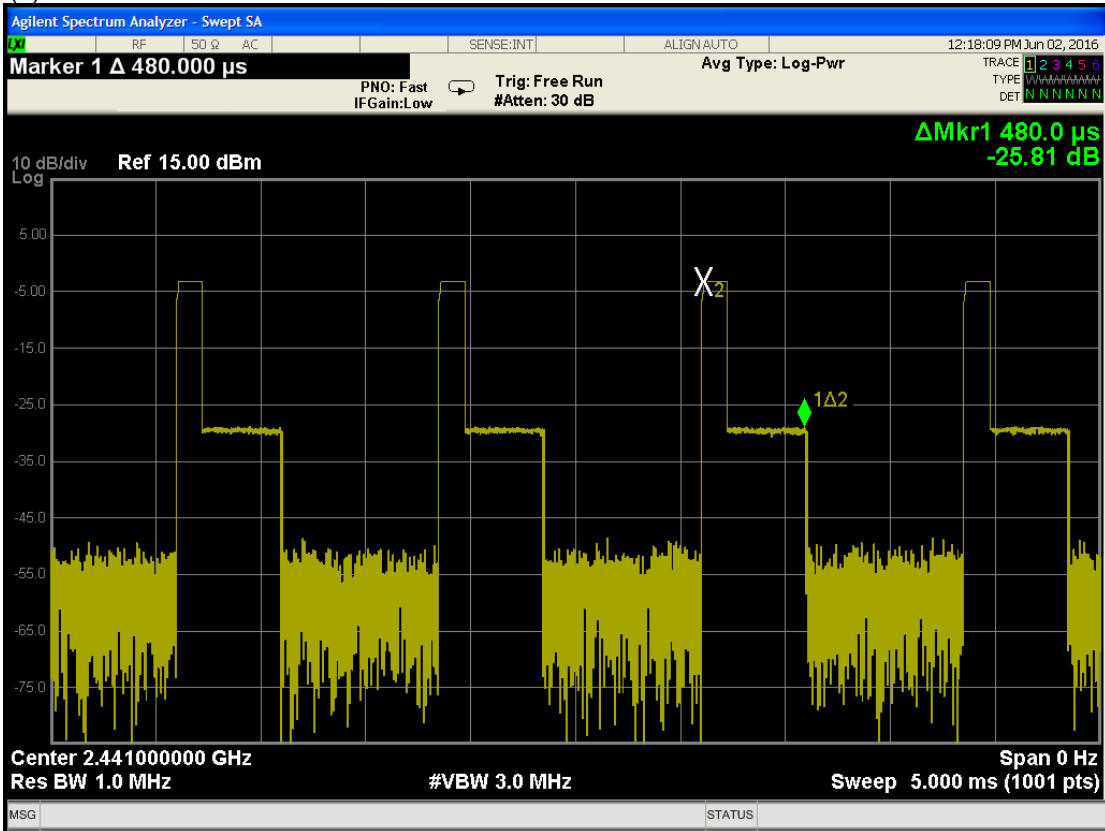 Agilent Spectrum Analyzer - Swept SA
LXI RF 50 Ω AC SENSE:INT ALIGN AUTO 12:18:09 PM Jun 02, 2016
Marker 1 Δ 480.000 µs
PNO: Fast
IFGain:Low
Trig: Free Run
#Atten: 30 dB
Avg Type: Log-Pwr
TRACE 1 2 3 4 5 6
TYPE
DET N N N N N N
ΔMkr1 480.0 µs
-25.81 dB
10 dB/div Ref 15.00 dBm
Log
5.00
-5.00
X2
-15.0
-25.0
1Δ2
-35.0
-45.0
-55.0
-65.0
-75.0
Center 2.441000000 GHz Span 0 Hz
Res BW 1.0 MHz #VBW 3.0 MHz Sweep 5.000 ms (1001 pts)
MSG STATUS